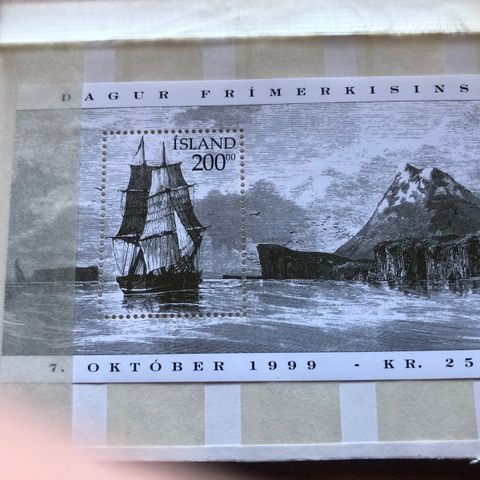 DAGUR FRÍMERKISINS
ÍSLAND
200⁰⁰
7. OKTÓBER 1999 - KR. 25